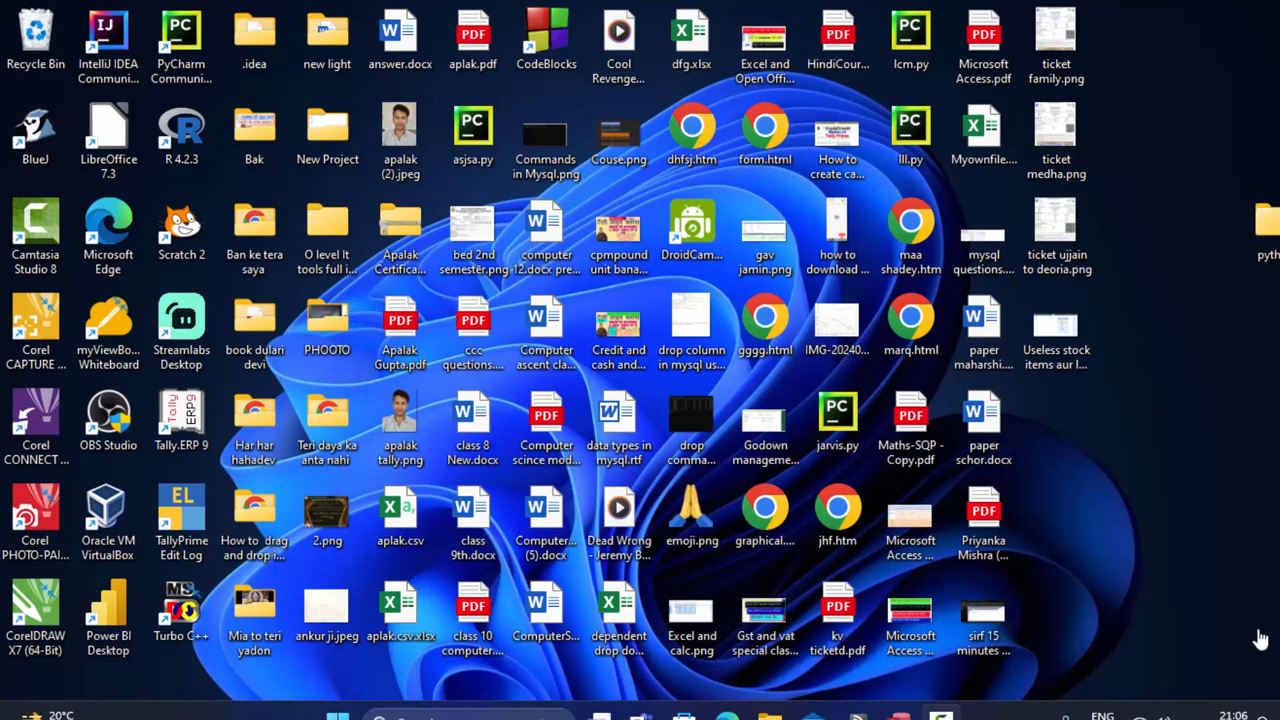 Recycle Bin
IntelliJ IDEA Communi...
PyCharm Communi...
.idea
new light
answer.docx
aplak.pdf
CodeBlocks
Cool Revenge...
dfg.xlsx
Excel and Open Offi...
HindiCour...
lcm.py
Microsoft Access.pdf
ticket family.png
BlueJ
LibreOffice 7.3
R 4.2.3
Bak
New Project
apalak (2).jpeg
asjsa.py
Commands in Mysql.png
Couse.png
dhfsj.htm
form.html
How to create ca...
lll.py
Myownfile....
ticket medha.png
Camtasia Studio 8
Microsoft Edge
Scratch 2
Ban ke tera saya
O level It tools full i...
Apalak Certifica...
bed 2nd semester.png
computer 12.docx pre...
cpmpound unit bana...
DroidCam...
gav jamin.png
how to download ...
maa shadey.htm
mysql questions....
ticket ujjain to deoria.png
pyth
Corel CAPTURE ...
myViewBo... Whiteboard
Streamlabs Desktop
book dulari devi
PHOOTO
Apalak Gupta.pdf
ccc questions....
Computer ascent cla...
Credit and cash and...
drop column in mysql us...
gggg.html
IMG-20240...
marq.html
paper maharshi....
Useless stock items aur l...
Corel CONNECT ...
OBS Studio
Tally.ERP 9
Har har hahadev
Teri daya ka anta nahi
apalak tally.png
class 8 New.docx
Computer scince mod...
data types in mysql.rtf
drop comma...
Godown manageme...
jarvis.py
Maths-SQP - Copy.pdf
paper schor.docx
Corel PHOTO-PAI...
Oracle VM VirtualBox
TallyPrime Edit Log
How to drag and drop i...
2.png
aplak.csv
class 9th.docx
Computer... (5).docx
Dead Wrong - Jeremy B...
emoji.png
graphical....
jhf.htm
Microsoft Access ...
Priyanka Mishra (...
CorelDRAW X7 (64-Bit)
Power BI Desktop
Turbo C++
Mia to teri yadon
ankur ji.jpeg
aplak.csv.xlsx
class 10 computer....
ComputerS...
dependent drop do...
Excel and calc.png
Gst and vat special clas...
kv ticketd.pdf
Microsoft Access ...
sirf 15 minutes ...
20°C
ENG
21:06